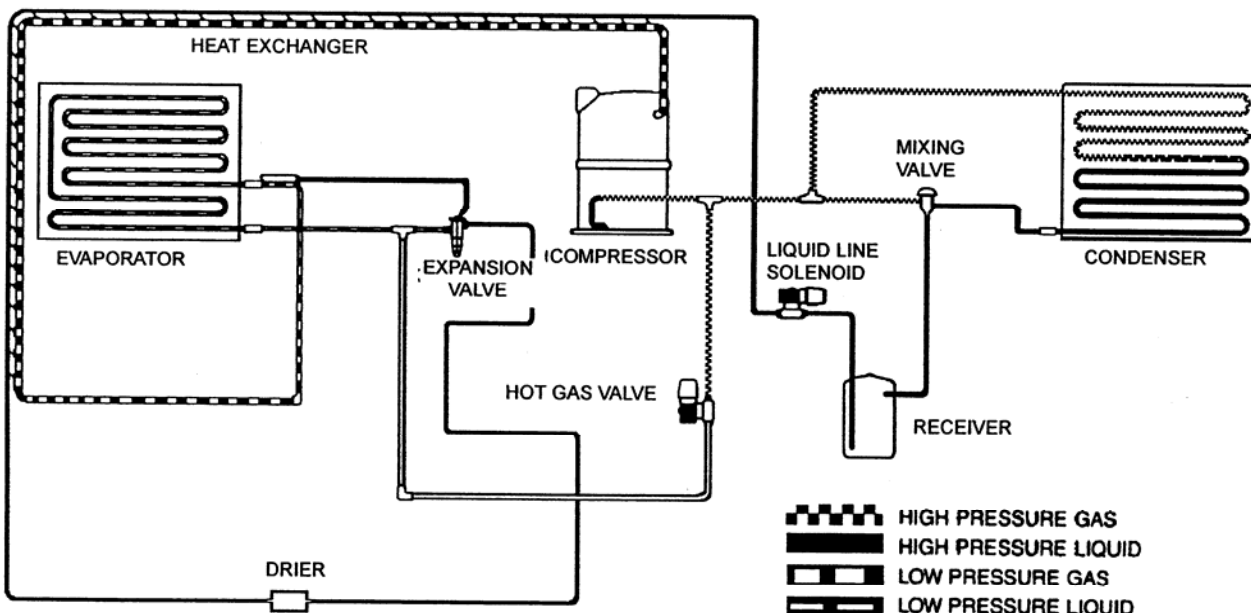 HEAT EXCHANGER
EVAPORATOR
EXPANSION
VALVE
COMPRESSOR
MIXING
VALVE
LIQUID LINE
SOLENOID
CONDENSER
HOT GAS VALVE
RECEIVER
DRIER
HIGH PRESSURE GAS
HIGH PRESSURE LIQUID
LOW PRESSURE GAS
LOW PRESSURE LIQUID